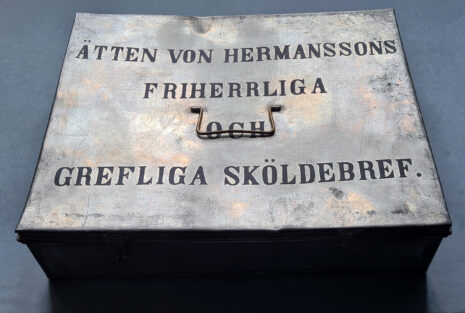 ÄTTEN VON HERMANSSONS
FRIHERRLIGA
OCH
GREFLIGA SKÖLDEBREF.